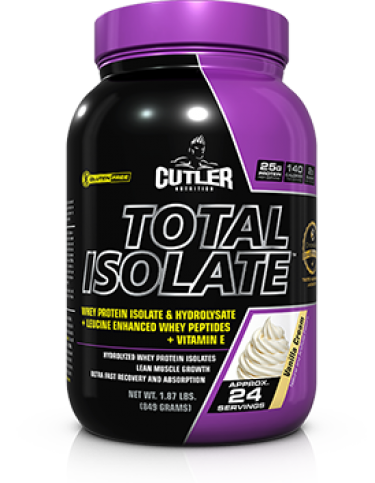 CUTLER
NUTRITION
GLUTEN FREE
25G
PROTEIN
140
CALORIES
TOTAL
ISOLATE™
WHEY PROTEIN ISOLATE & HYDROLYSATE
+ LEUCINE ENHANCED WHEY PEPTIDES
+ VITAMIN E
HYDROLYZED WHEY PROTEIN ISOLATES
LEAN MUSCLE GROWTH
ULTRA FAST RECOVERY AND ABSORPTION
NET WT. 1.87 LBS.
(849 GRAMS)
Vanilla Cream
APPROX.
24
SERVINGS